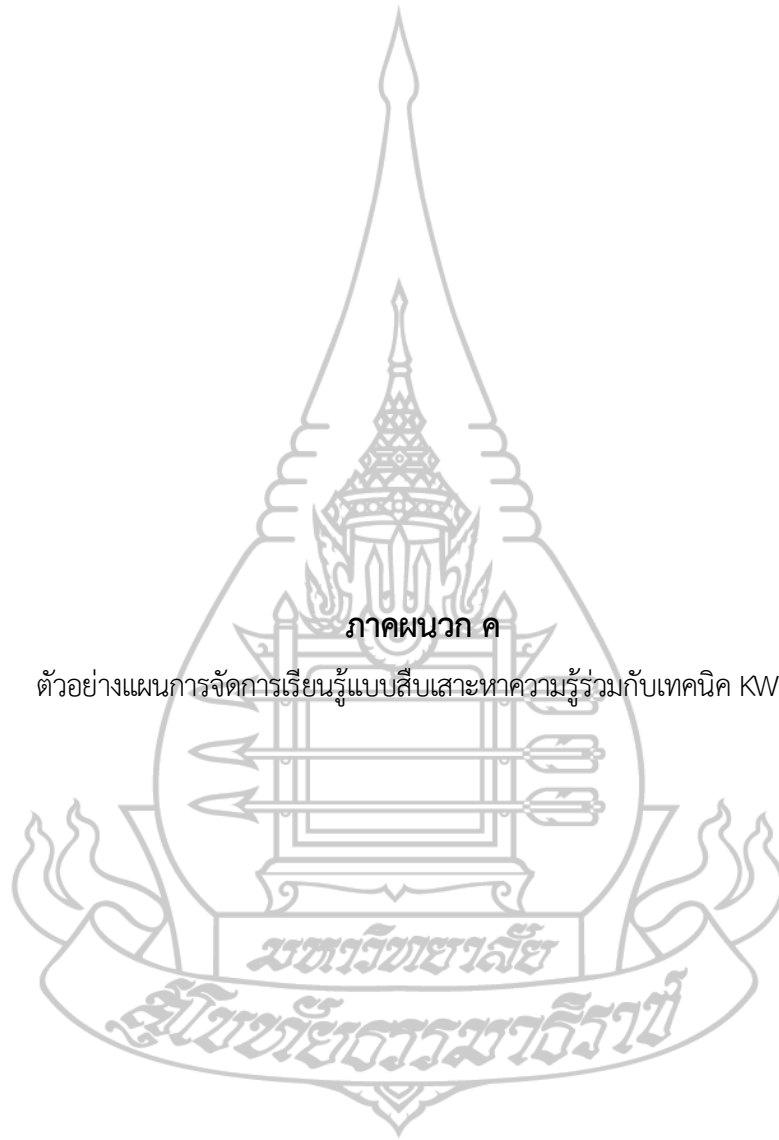 ภาคผนวก ค
ตัวอย่างแผนการจัดการเรียนรู้แบบสืบเสาะหาความรู้ร่วมกับเทคนิค KW
มหาวิทยาลัย
สุโขทัยธรรมาธิราช